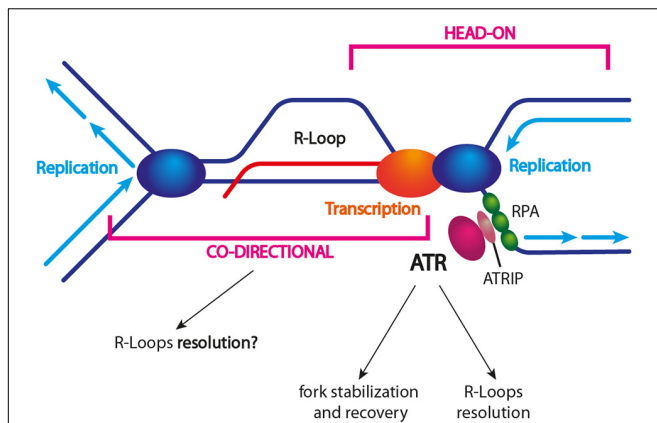 HEAD-ON
R-Loop
Replication
Replication
Transcription
RPA
CO-DIRECTIONAL
ATR
ATRIP
R-Loops resolution?
fork stabilization
and recovery
R-Loops
resolution